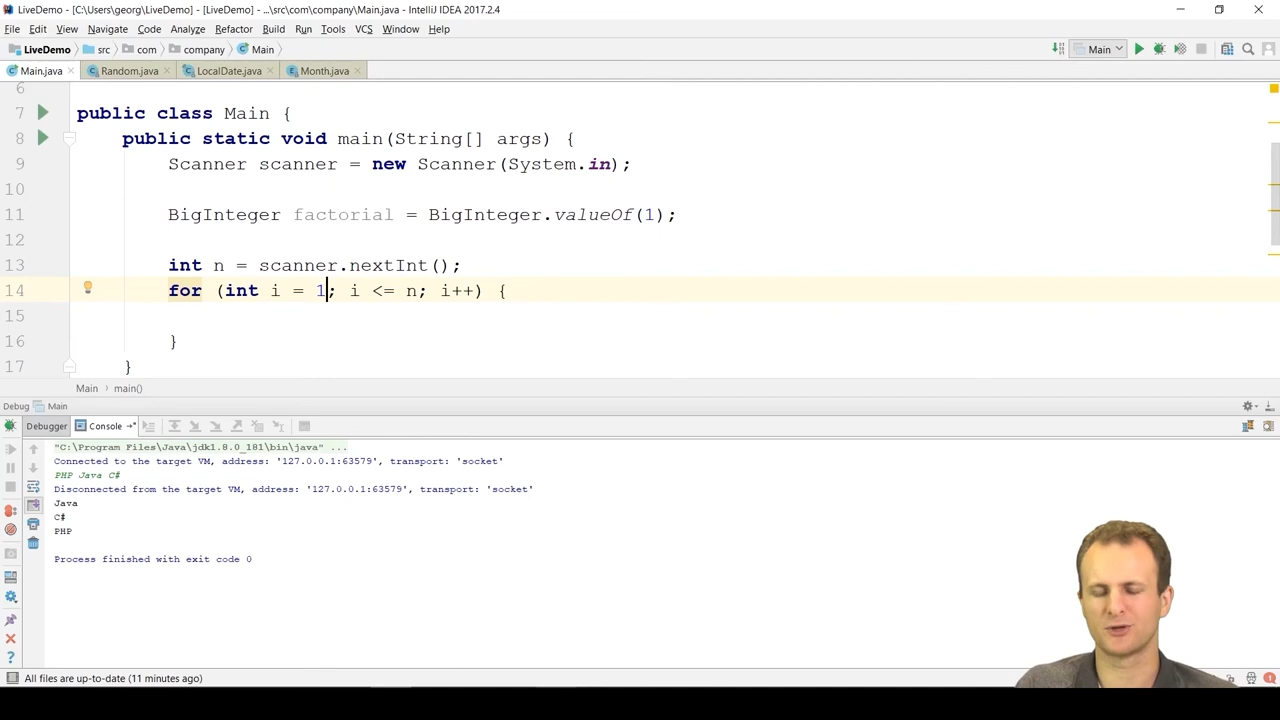 LiveDemo - [C:\Users\georg\LiveDemo] - [LiveDemo] - ...\src\com\company\Main.java - IntelliJ IDEA 2017.2.4
File Edit View Navigate Code Analyze Refactor Build Run Tools VCS Window Help
LiveDemo src com company Main Main
Main.java Random.java LocalDate.java Month.java
6
7 public class Main {
8 public static void main(String[] args) {
9 Scanner scanner = new Scanner(System.in);
10
11 BigInteger factorial = BigInteger.valueOf(1);
12
13 int n = scanner.nextInt();
14 for (int i = 1; i <= n; i++) {
15
16 }
17 }
Main main()
Debug Main
Debugger Console
"C:\Program Files\Java\jdk1.8.0_181\bin\java" ...
Connected to the target VM, address: '127.0.0.1:63579', transport: 'socket'
PHP Java C#
Disconnected from the target VM, address: '127.0.0.1:63579', transport: 'socket'
Java
C#
PHP
Process finished with exit code 0
All files are up-to-date (11 minutes ago)